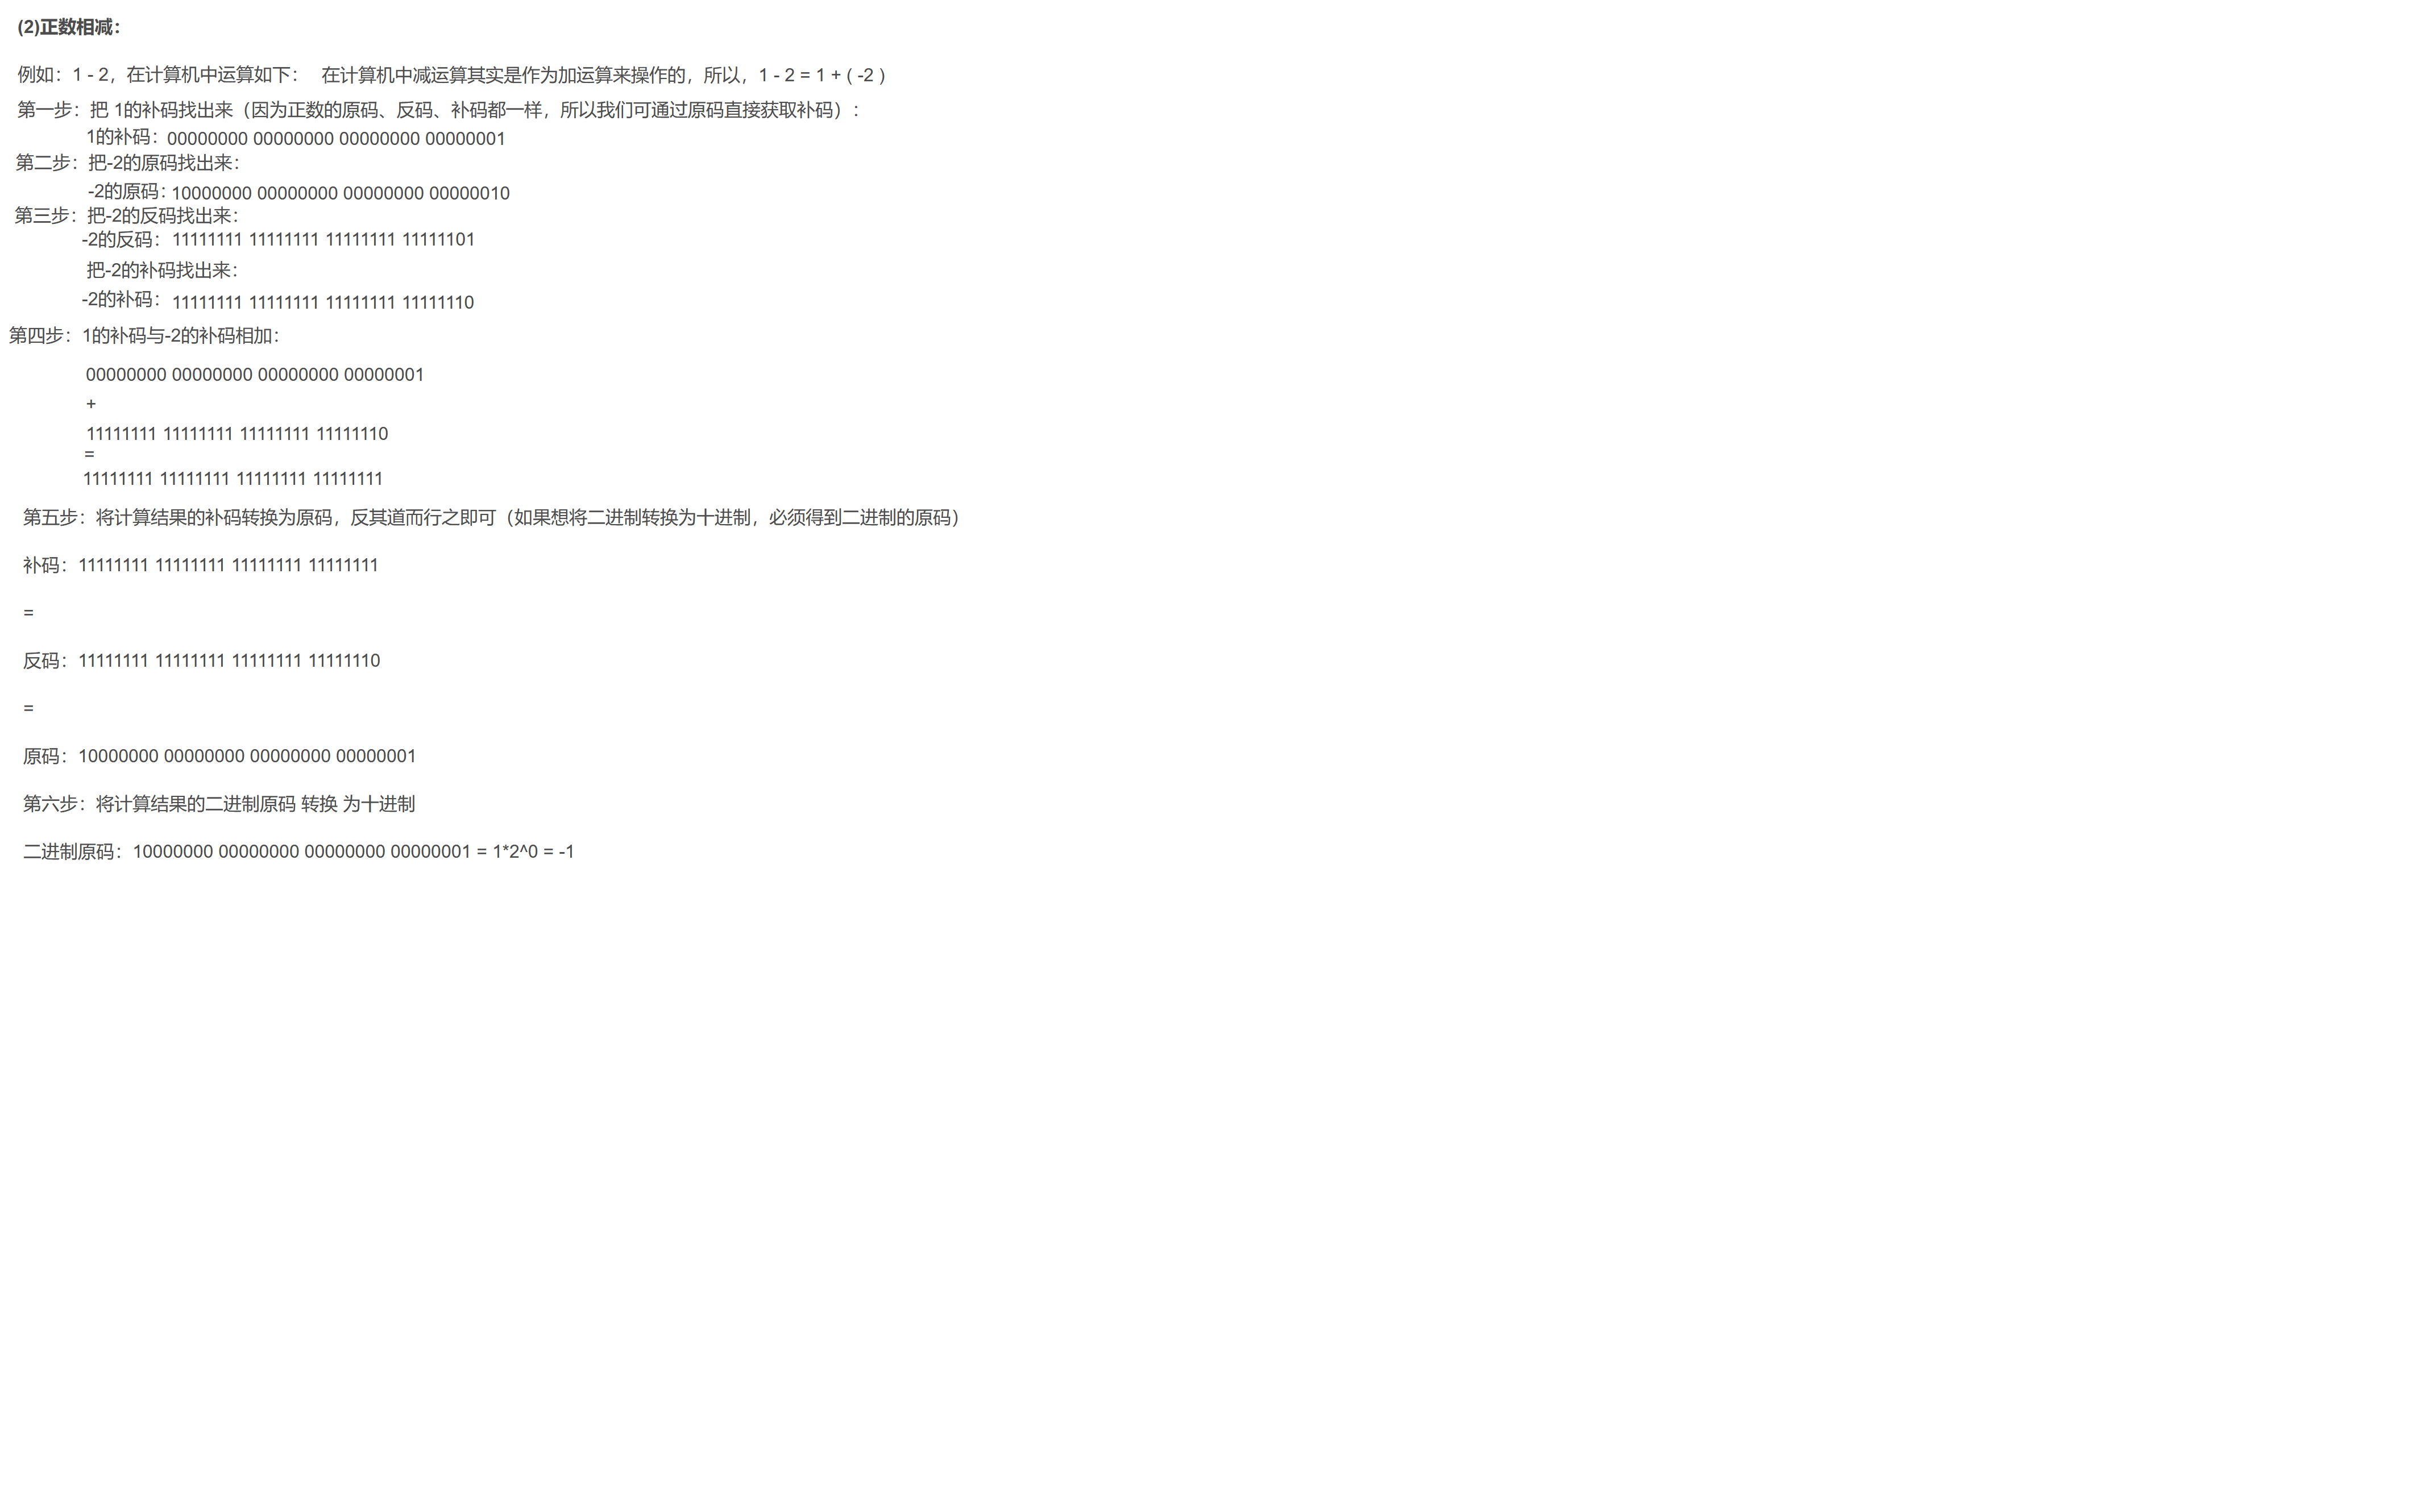 (2)正数相减：
例如：1 - 2，在计算机中运算如下： 在计算机中减运算其实是作为加运算来操作的，所以，1 - 2 = 1 + ( -2 )
第一步：把 1的补码找出来（因为正数的原码、反码、补码都一样，所以我们可通过原码直接获取补码）：
1的补码：00000000 00000000 00000000 00000001
第二步：把-2的原码找出来：
-2的原码：10000000 00000000 00000000 00000010
第三步：把-2的反码找出来：
-2的反码：11111111 11111111 11111111 11111101
把-2的补码找出来：
-2的补码：11111111 11111111 11111111 11111110
第四步：1的补码与-2的补码相加：
00000000 00000000 00000000 00000001
+
11111111 11111111 11111111 11111110
=
11111111 11111111 11111111 11111111
第五步：将计算结果的补码转换为原码，反其道而行之即可（如果想将二进制转换为十进制，必须得到二进制的原码）
补码：11111111 11111111 11111111 11111111
=
反码：11111111 11111111 11111111 11111110
=
原码：10000000 00000000 00000000 00000001
第六步：将计算结果的二进制原码 转换 为十进制
二进制原码：10000000 00000000 00000000 00000001 = 1*2^0 = -1